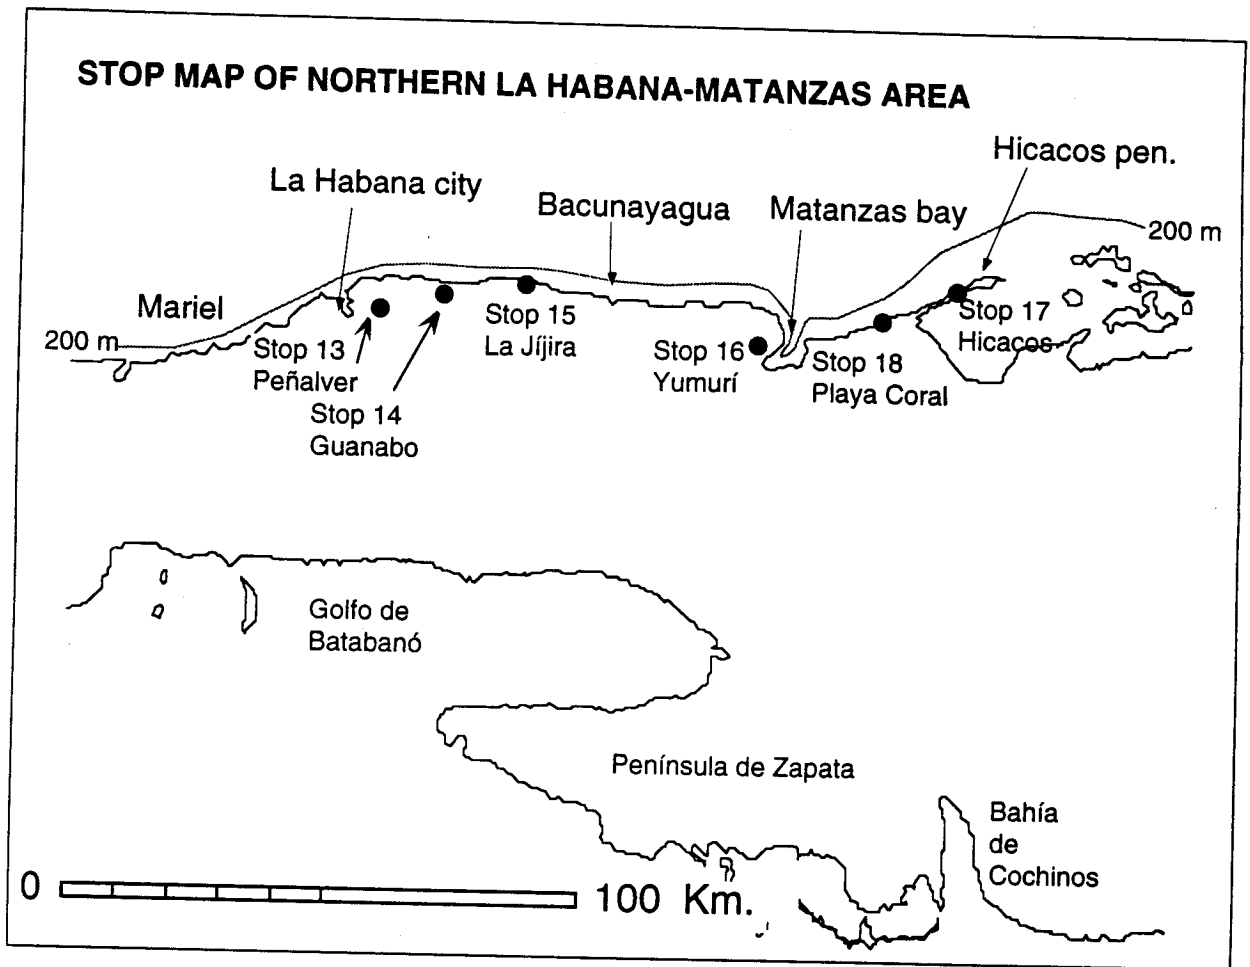 STOP MAP OF NORTHERN LA HABANA-MATANZAS AREA
Hicacos pen.
La Habana city
Bacunayagua
Matanzas bay
200 m
Mariel
200 m
Stop 13
Peñalver
Stop 14
Guanabo
Stop 15
La Jíjira
Stop 16
Yumurí
Stop 17
Hicacos
Stop 18
Playa Coral
Golfo de
Batabanó
Península de Zapata
Bahía
de
Cochinos
0
100 Km.